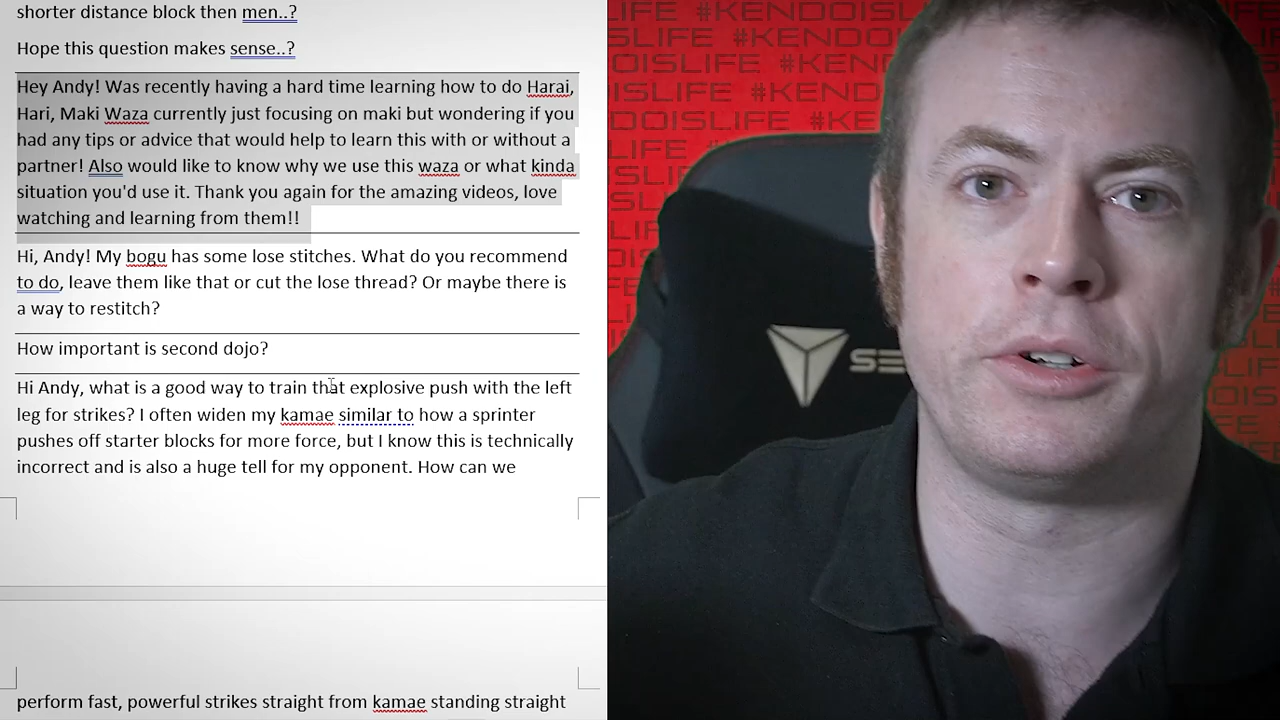 shorter distance block then men..?
Hope this question makes sense..?
Hey Andy! Was recently having a hard time learning how to do Harai,
Hari, Maki Waza currently just focusing on maki but wondering if you
had any tips or advice that would help to learn this with or without a
partner! Also would like to know why we use this waza or what kinda
situation you'd use it. Thank you again for the amazing videos, love
watching and learning from them!!
Hi, Andy! My bogu has some lose stitches. What do you recommend
to do, leave them like that or cut the lose thread? Or maybe there is
a way to restitch?
How important is second dojo?
Hi Andy, what is a good way to train that explosive push with the left
leg for strikes? I often widen my kamae similar to how a sprinter
pushes off starter blocks for more force, but I know this is technically
incorrect and is also a huge tell for my opponent. How can we
perform fast, powerful strikes straight from kamae standing straight
LIFE #KENDOISLIFE #KENDOISLIFE
ISLIFE #KENDOISL
OISLIFE #KENDO
DOISLIFE #KEND
NDOISLIFE #KE
SE